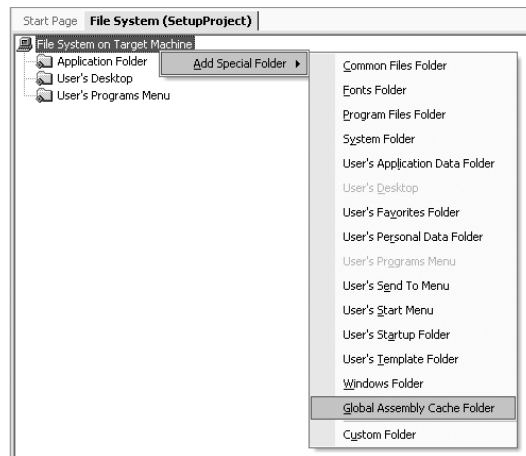 Start Page File System (SetupProject)
File System on Target Machine
Application Folder
User's Desktop
User's Programs Menu
Add Special Folder
Common Files Folder
Fonts Folder
Program Files Folder
System Folder
User's Application Data Folder
User's Desktop
User's Favorites Folder
User's Personal Data Folder
User's Programs Menu
User's Send To Menu
User's Start Menu
User's Startup Folder
User's Template Folder
Windows Folder
Global Assembly Cache Folder
Custom Folder